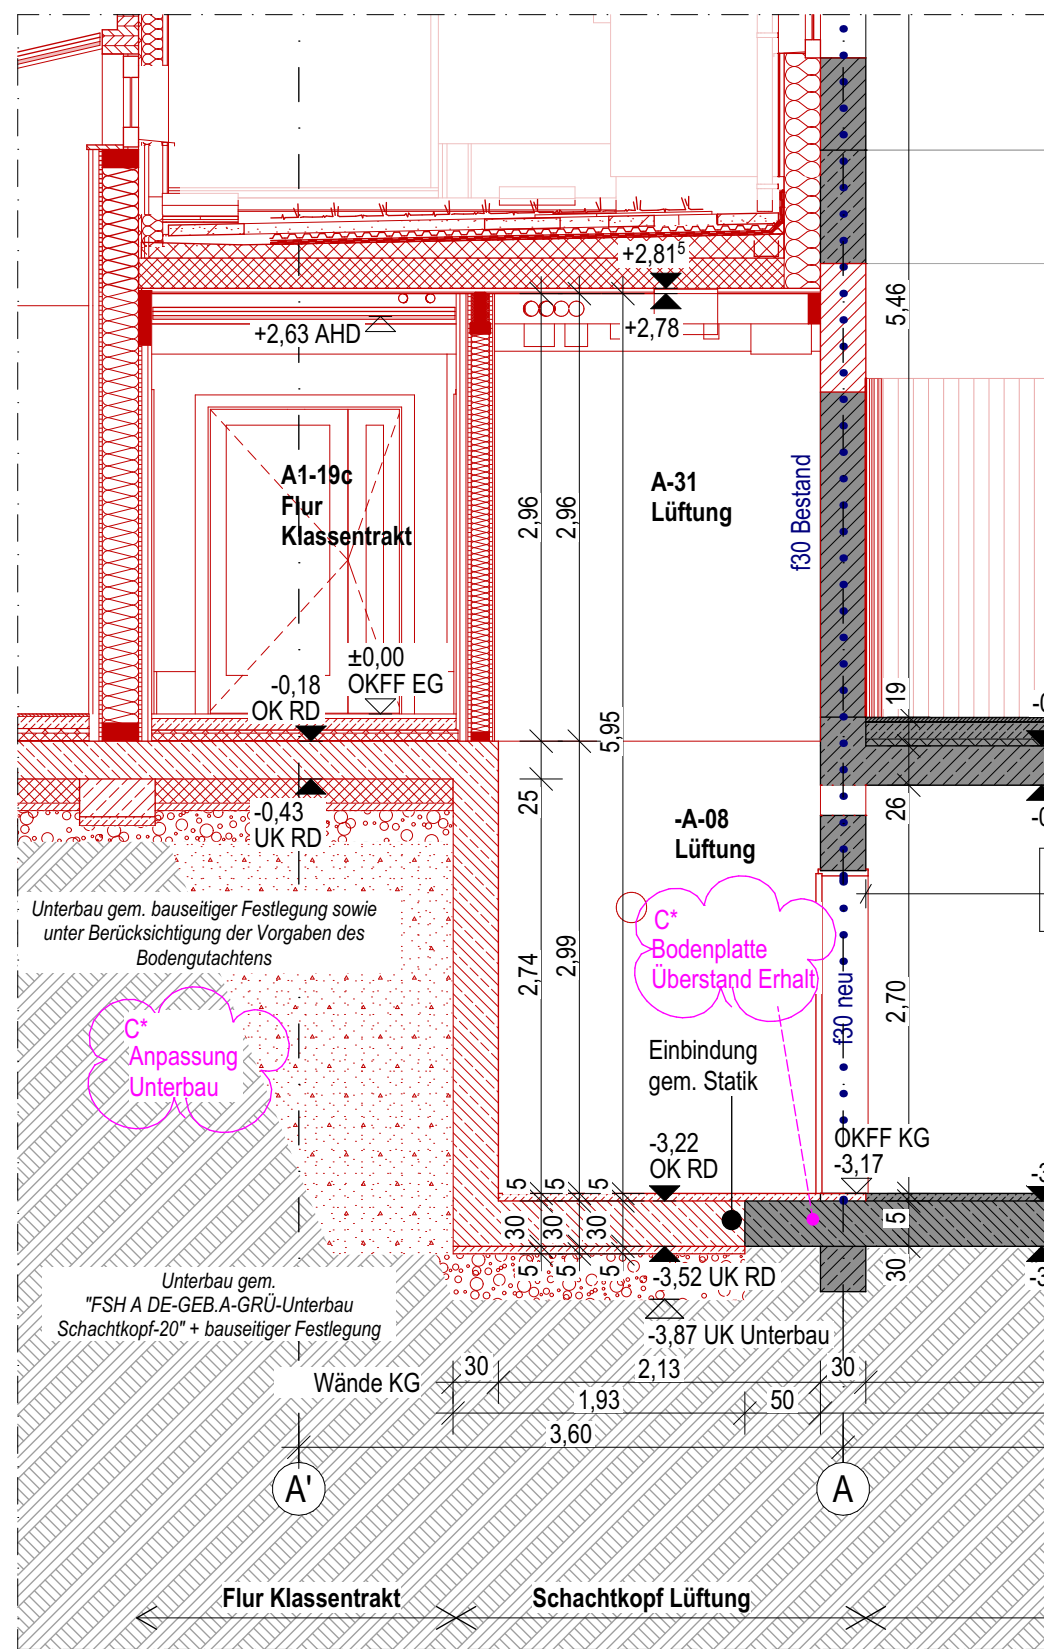 +2,81⁵
5,46
+2,63 AHD
+2,78
A1-19c
Flur
Klassentrakt
2,96
2,96
A-31
Lüftung
f30 Bestand
±0,00
OKFF EG
-0,18
OK RD
5,95
19
-0
-0,43
UK RD
25
-A-08
Lüftung
26
-0
Unterbau gem. bauseitiger Festlegung sowie
unter Berücksichtigung der Vorgaben des
Bodengutachtens
C*
Bodenplatte
Überstand Erhalt
2,74
2,99
f30 neu
2,70
C*
Anpassung
Unterbau
Einbindung
gem. Statik
-3,22
OK RD
OKFF KG
-3,17
-3
5
5
5
5
30
30
30
30
5
5
5
-3
-3,52 UK RD
Unterbau gem.
"FSH A DE-GEB.A-GRÜ-Unterbau
Schachtkopf-20" + bauseitiger Festlegung
-3,87 UK Unterbau
Wände KG
30
2,13
30
1,93
50
3,60
A'
A
Flur Klassentrakt
Schachtkopf Lüftung